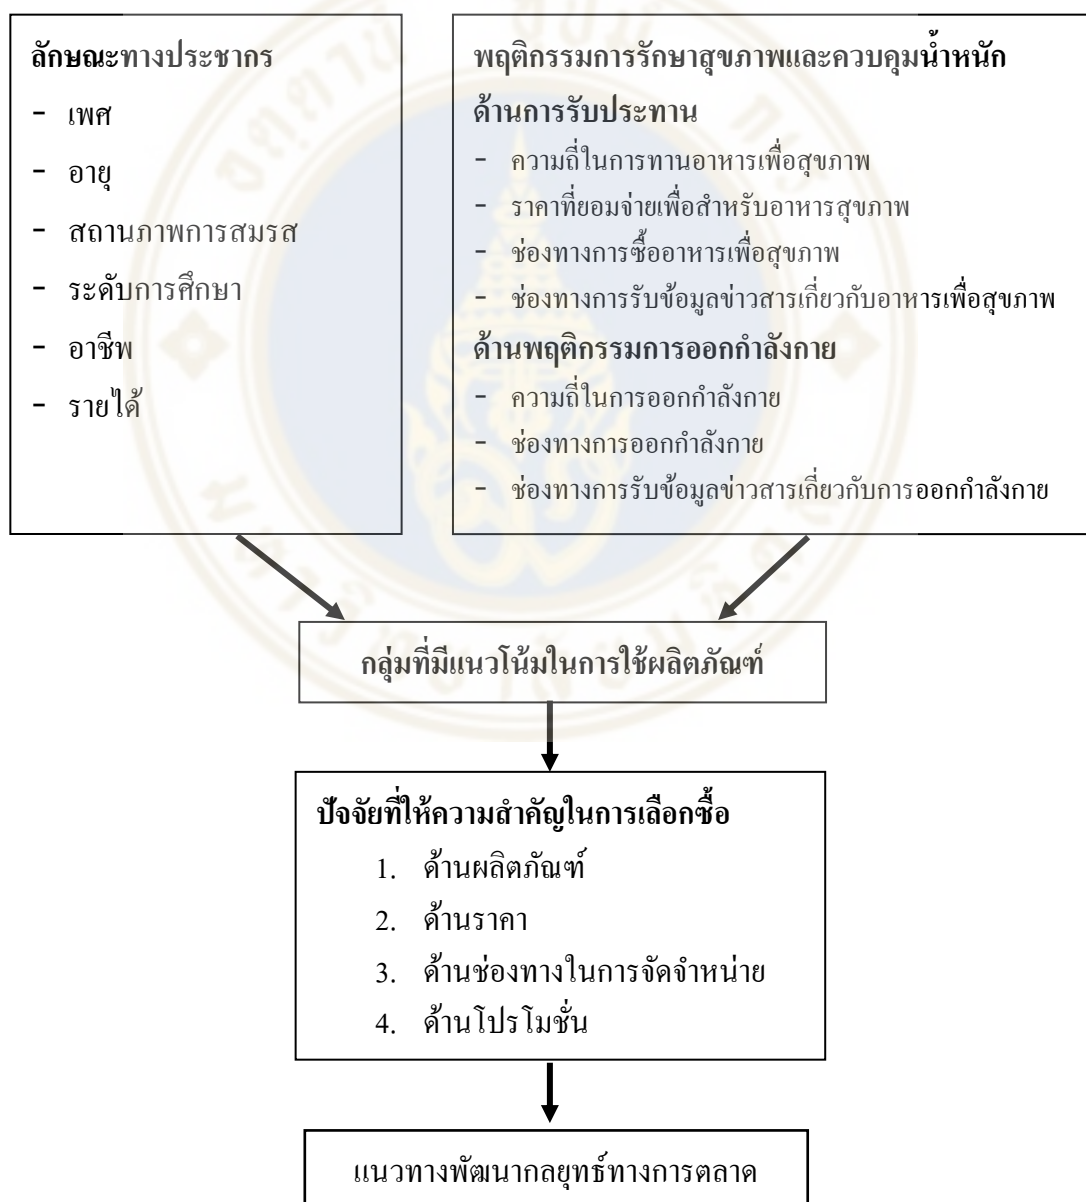 ลักษณะทางประชากร
- เพศ
- อายุ
- สถานภาพการสมรส
- ระดับการศึกษา
- อาชีพ
- รายได้
พฤติกรรมการรักษาสุขภาพและควบคุมน้ำหนัก
ด้านการรับประทาน
- ความถี่ในการทานอาหารเพื่อสุขภาพ
- ราคาที่ยอมจ่ายเพื่อสำหรับอาหารสุขภาพ
- ช่องทางการซื้ออาหารเพื่อสุขภาพ
- ช่องทางการรับข้อมูลข่าวสารเกี่ยวกับอาหารเพื่อสุขภาพ
ด้านพฤติกรรมการออกกำลังกาย
- ความถี่ในการออกกำลังกาย
- ช่องทางการออกกำลังกาย
- ช่องทางการรับข้อมูลข่าวสารเกี่ยวกับการออกกำลังกาย
กลุ่มที่มีแนวโน้มในการใช้ผลิตภัณฑ์
ปัจจัยที่ให้ความสำคัญในการเลือกซื้อ
1. ด้านผลิตภัณฑ์
2. ด้านราคา
3. ด้านช่องทางในการจัดจำหน่าย
4. ด้านโปรโมชั่น
แนวทางพัฒนากลยุทธ์ทางการตลาด